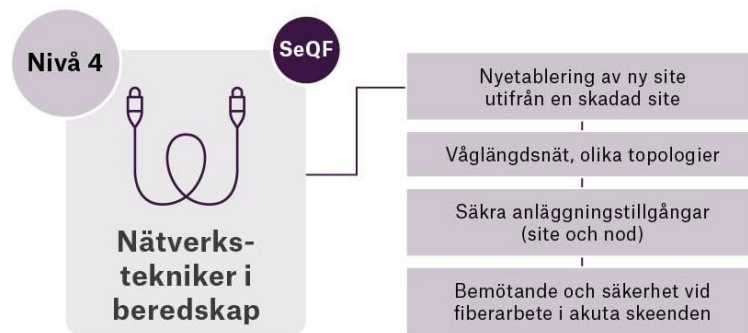 Nivå 4
SeQF
Nätverks-
tekniker i
beredskap
Nyetablering av ny site
utifrån en skadad site
Våglängdsnät, olika topologier
Säkra anläggningstillgångar
(site och nod)
Bemötande och säkerhet vid
fiberarbete i akuta skeenden